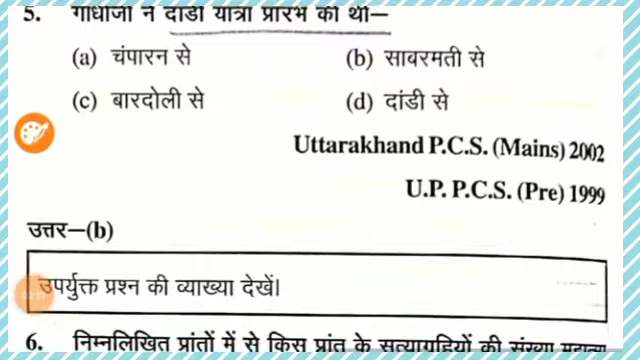 5. गांधीजी ने दांडी यात्रा प्रारंभ की थी–
(a) चंपारन से (b) साबरमती से
(c) बारदोली से (d) दांडी से
Uttarakhand P.C.S. (Mains) 2002
U.P. P.C.S. (Pre) 1999
उत्तर–(b)
उपर्युक्त प्रश्न की व्याख्या देखें।
6. निम्नलिखित प्रांतों में से किस प्रांत के सत्याग्रहियों की संख्या